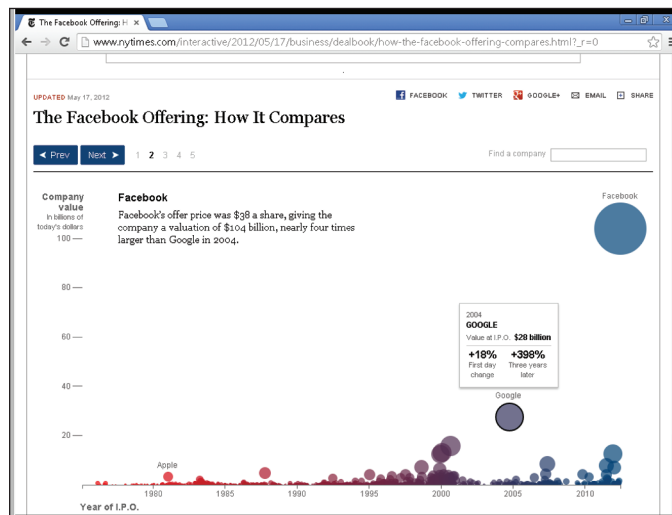 The Facebook Offering: H
www.nytimes.com/interactive/2012/05/17/business/dealbook/how-the-facebook-offering-compares.html?_r=0
UPDATED May 17, 2012
FACEBOOK TWITTER GOOGLE+ EMAIL SHARE
The Facebook Offering: How It Compares
Prev Next 1 2 3 4 5
Find a company
Company
value
In billions of
today's dollars
100
80
60
40
20
Facebook
Facebook's offer price was $38 a share, giving the
company a valuation of $104 billion, nearly four times
larger than Google in 2004.
Facebook
2004
GOOGLE
Value at I.P.O. $28 billion
+18% +398%
First day Three years
change later
Google
Apple
1980 1985 1990 1995 2000 2005 2010
Year of I.P.O.